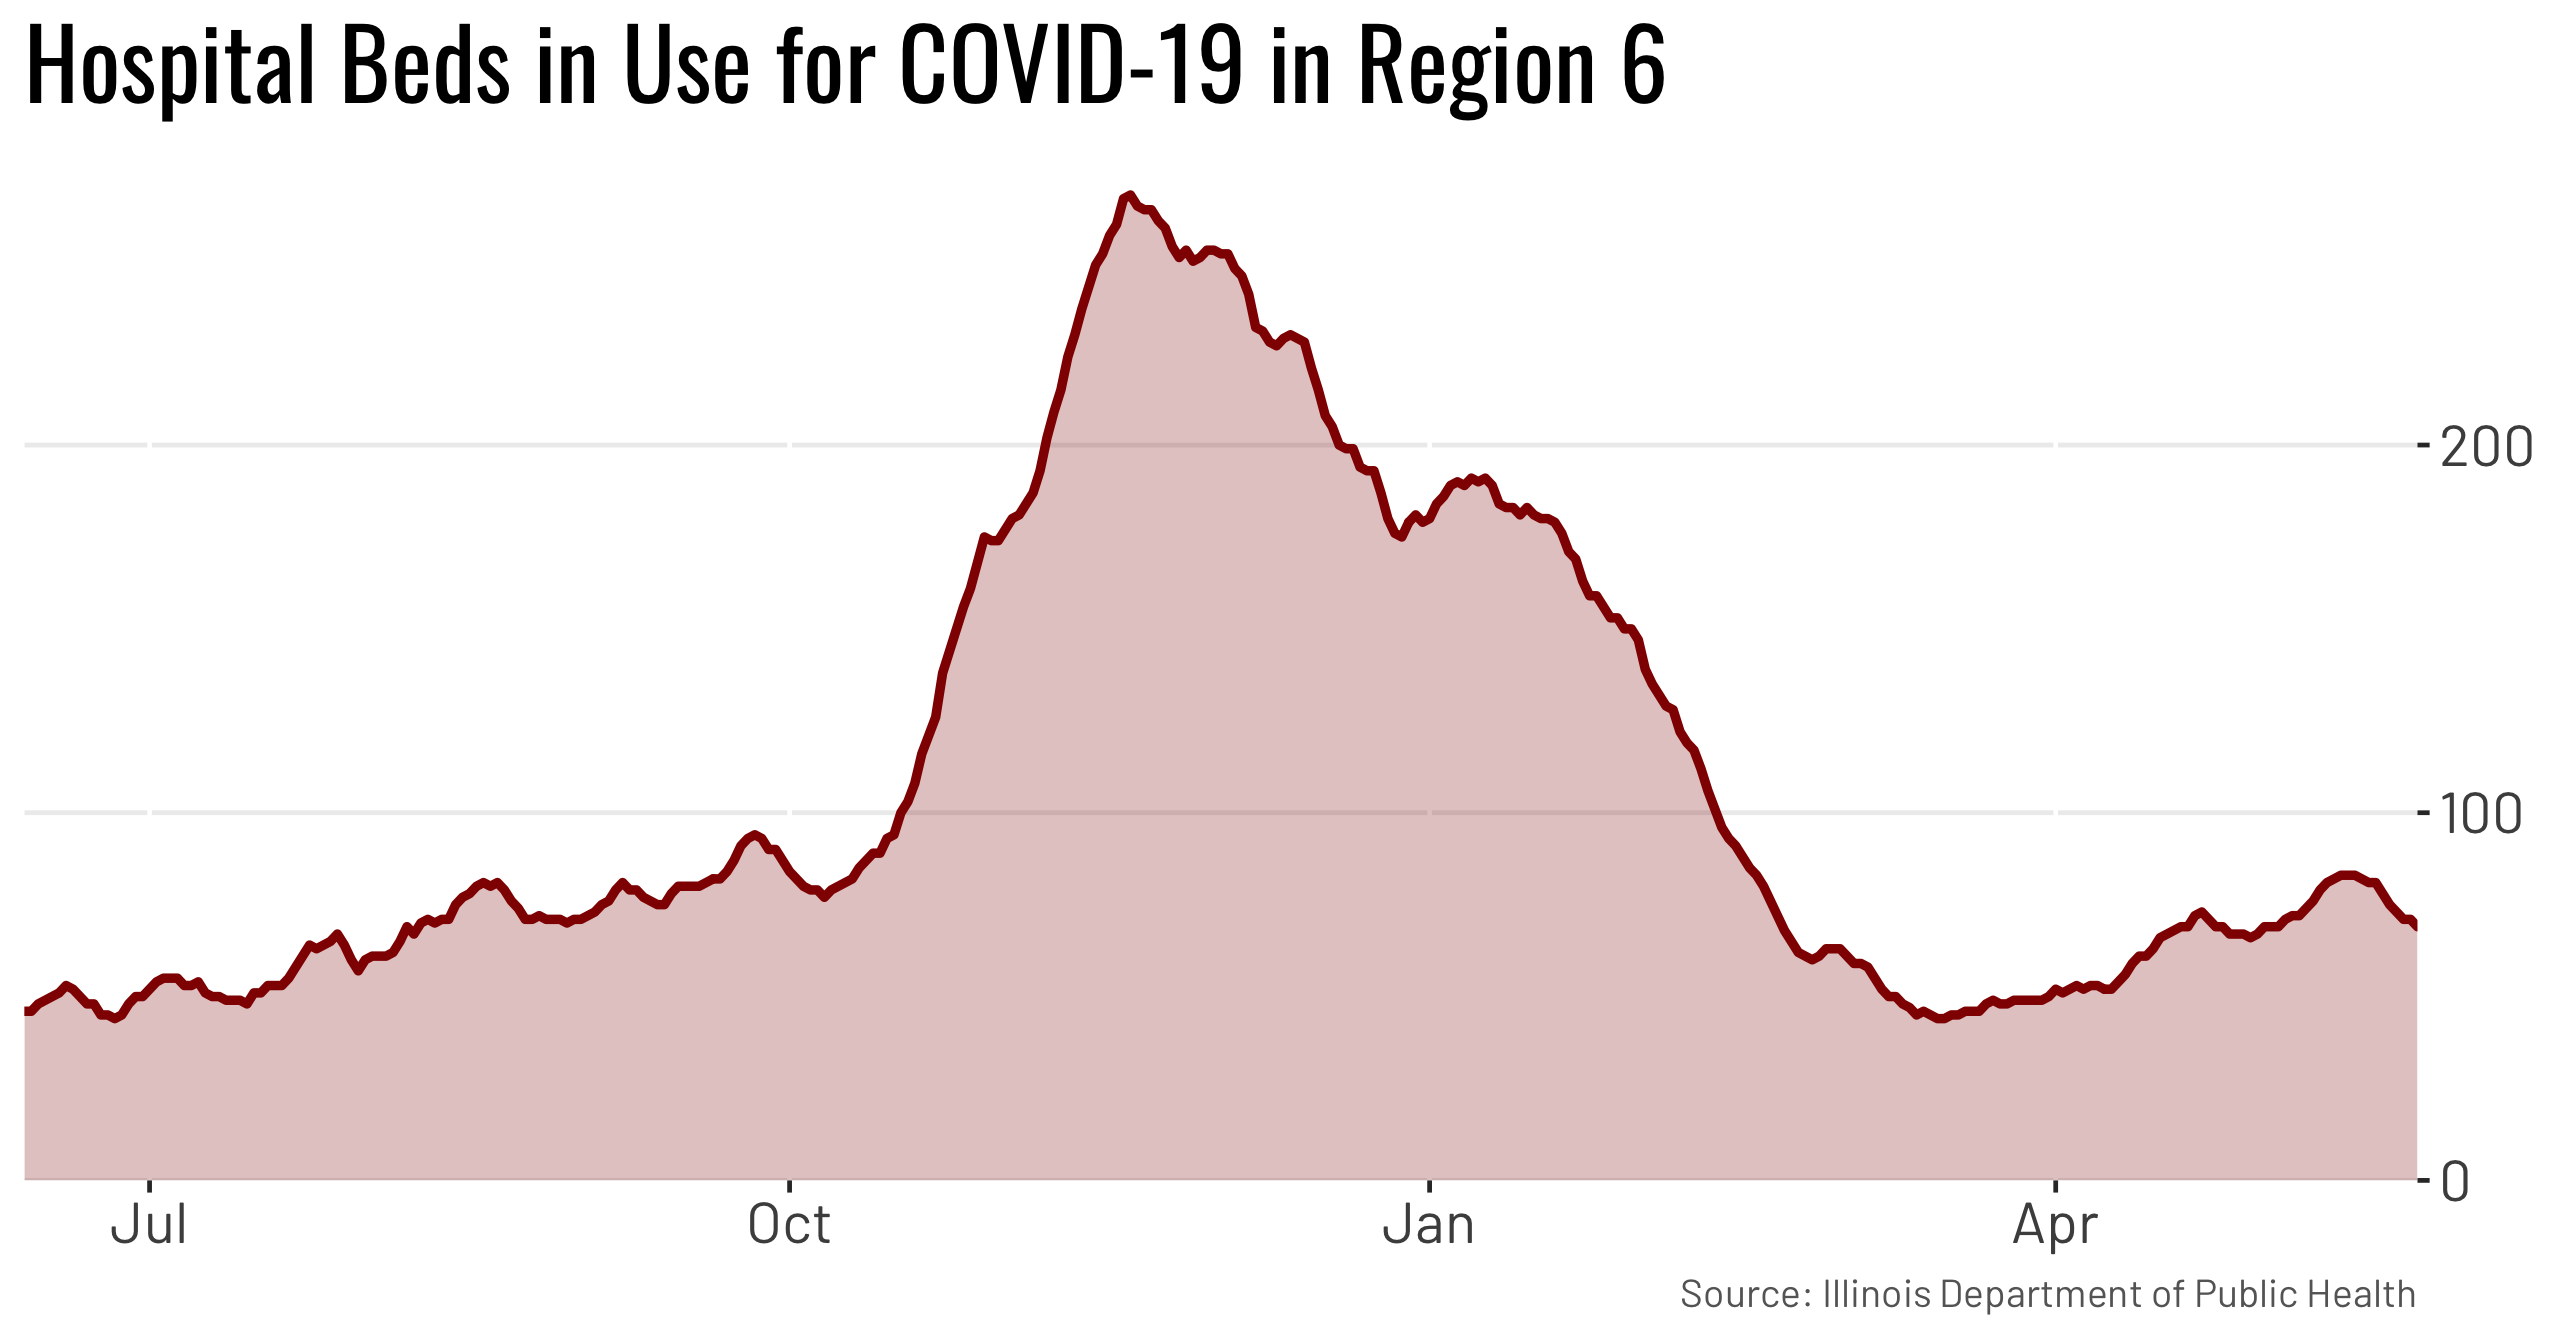 Hospital Beds in Use for COVID-19 in Region 6
200
100
0
Jul Oct Jan Apr
Source: Illinois Department of Public Health